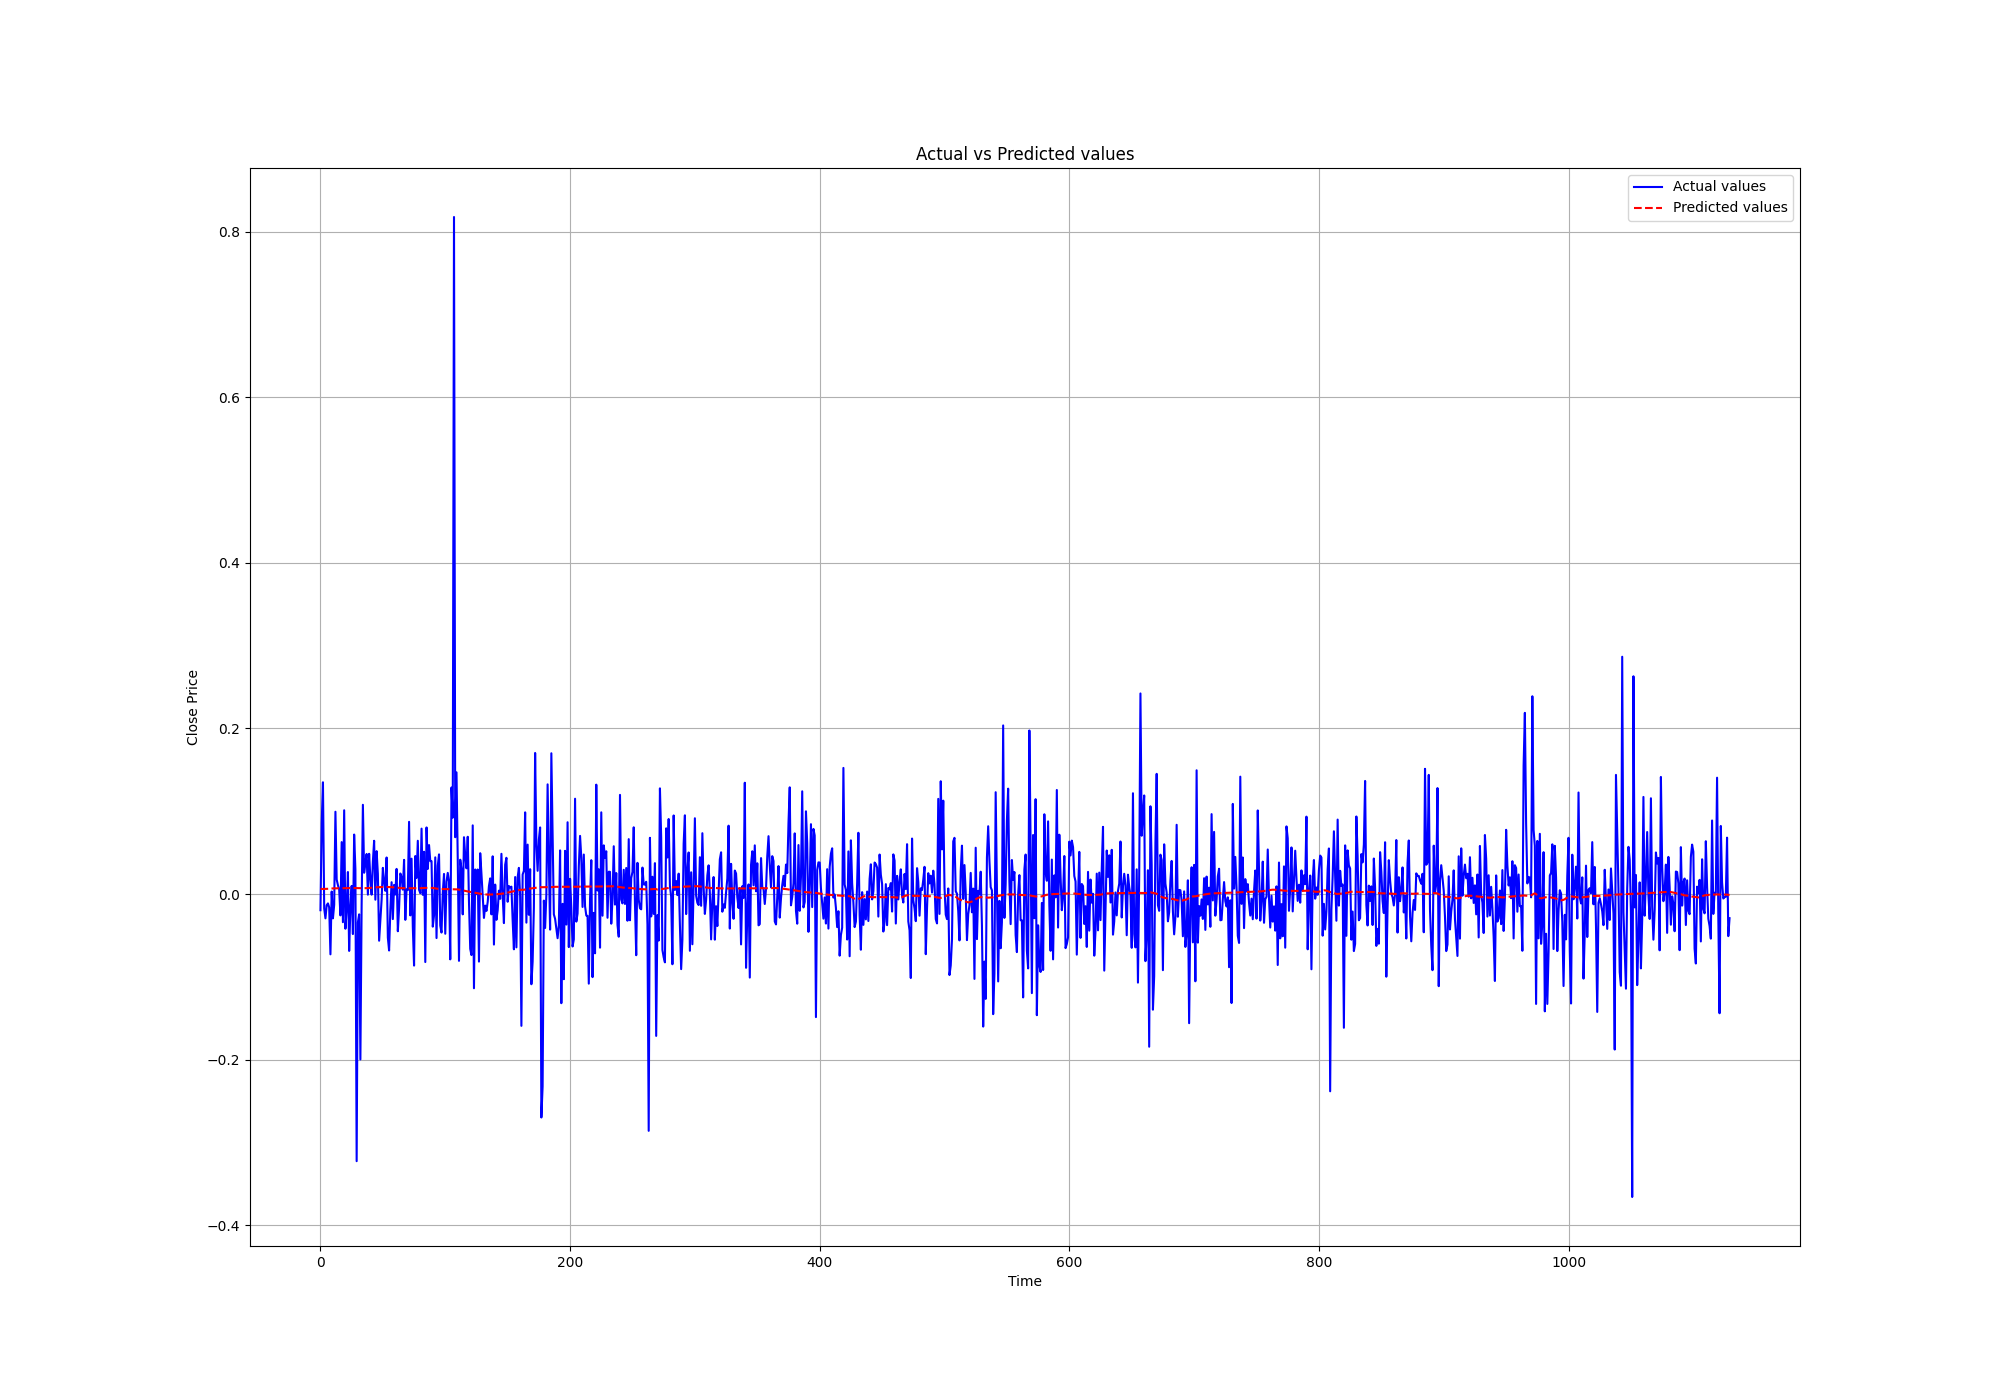 Actual vs Predicted values
Actual values
Predicted values
0.8
0.6
0.4
0.2
0.0
−0.2
−0.4
Close Price
0 200 400 600 800 1000
Time